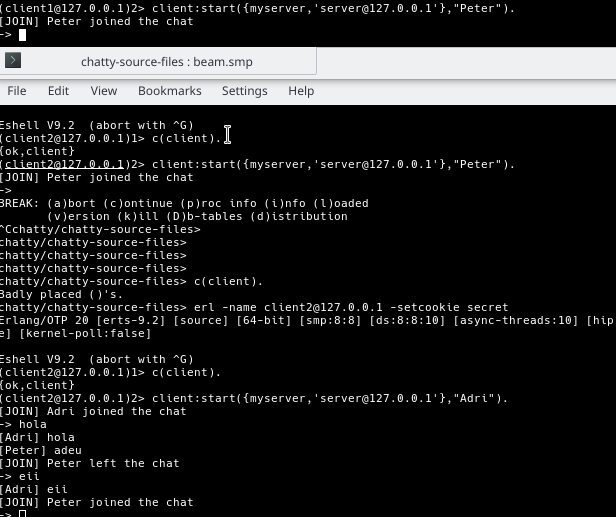 (client1@127.0.0.1)2> client:start({myserver,'server@127.0.0.1'},"Peter").
[JOIN] Peter joined the chat
->
chatty-source-files : beam.smp
File Edit View Bookmarks Settings Help
Eshell V9.2  (abort with ^G)
(client2@127.0.0.1)1> c(client).
{ok,client}
(client2@127.0.0.1)2> client:start({myserver,'server@127.0.0.1'},"Peter").
[JOIN] Peter joined the chat
->
BREAK: (a)bort (c)ontinue (p)roc info (i)nfo (l)oaded
       (v)ersion (k)ill (D)b-tables (d)istribution
^Cchatty/chatty-source-files>
chatty/chatty-source-files>
chatty/chatty-source-files>
chatty/chatty-source-files>
chatty/chatty-source-files> c(client).
Badly placed ()'s.
chatty/chatty-source-files> erl -name client2@127.0.0.1 -setcookie secret
Erlang/OTP 20 [erts-9.2] [source] [64-bit] [smp:8:8] [ds:8:8:10] [async-threads:10] [hip
e] [kernel-poll:false]
Eshell V9.2  (abort with ^G)
(client2@127.0.0.1)1> c(client).
{ok,client}
(client2@127.0.0.1)2> client:start({myserver,'server@127.0.0.1'},"Adri").
[JOIN] Adri joined the chat
-> hola
[Adri] hola
[Peter] adeu
[JOIN] Peter left the chat
-> eii
[Adri] eii
[JOIN] Peter joined the chat
->